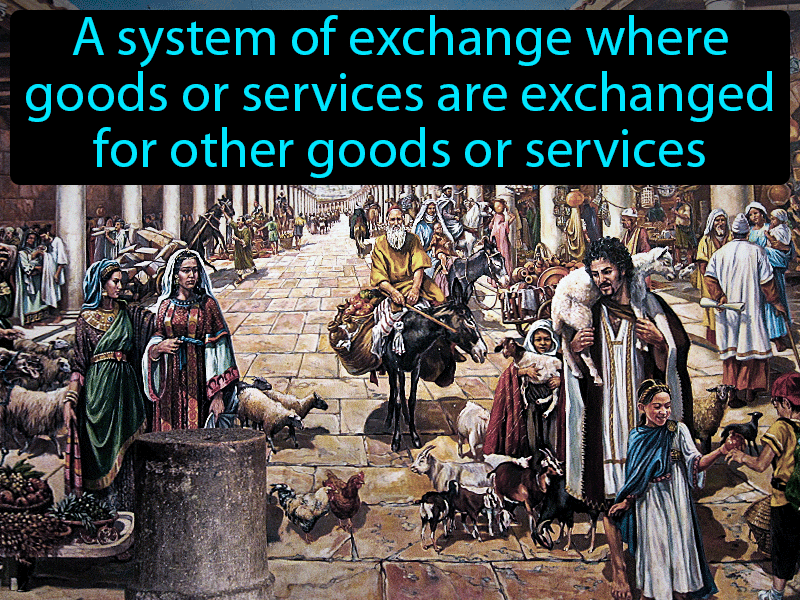 A system of exchange where
goods or services are exchanged
for other goods or services